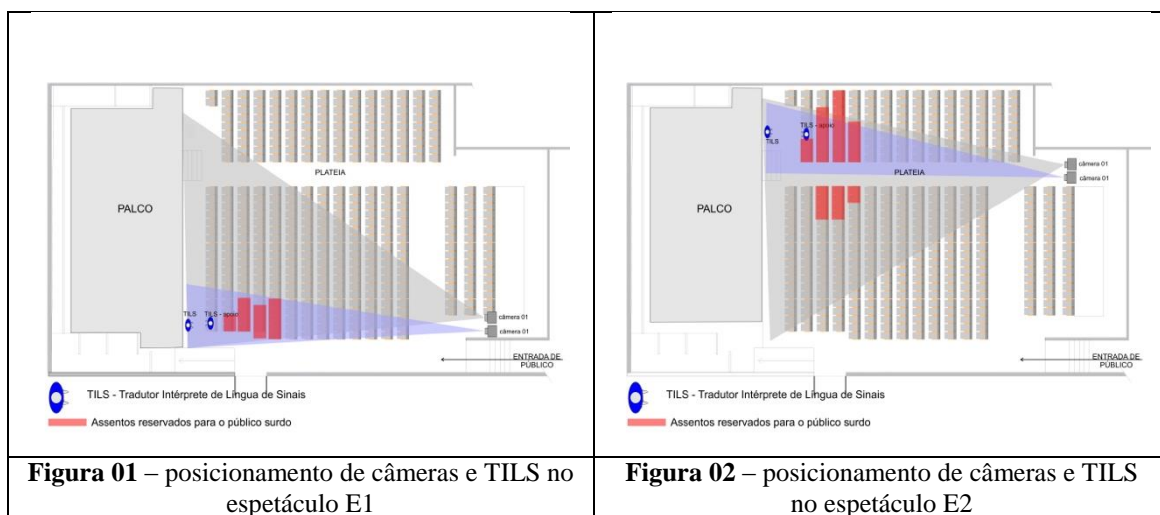 TILS - apoio
TILS
PLATEIA
PALCO
câmera 01
câmera 01
ENTRADA DE
PÚBLICO
TILS - Tradutor Intérprete de Língua de Sinais
Assentos reservados para o público surdo
Figura 01 – posicionamento de câmeras e TILS no
espetáculo E1
TILS - apoio
TILS
PLATEIA
PALCO
câmera 01
câmera 01
ENTRADA DE
PÚBLICO
TILS - Tradutor Intérprete de Língua de Sinais
Assentos reservados para o público surdo
Figura 02 – posicionamento de câmeras e TILS
no espetáculo E2